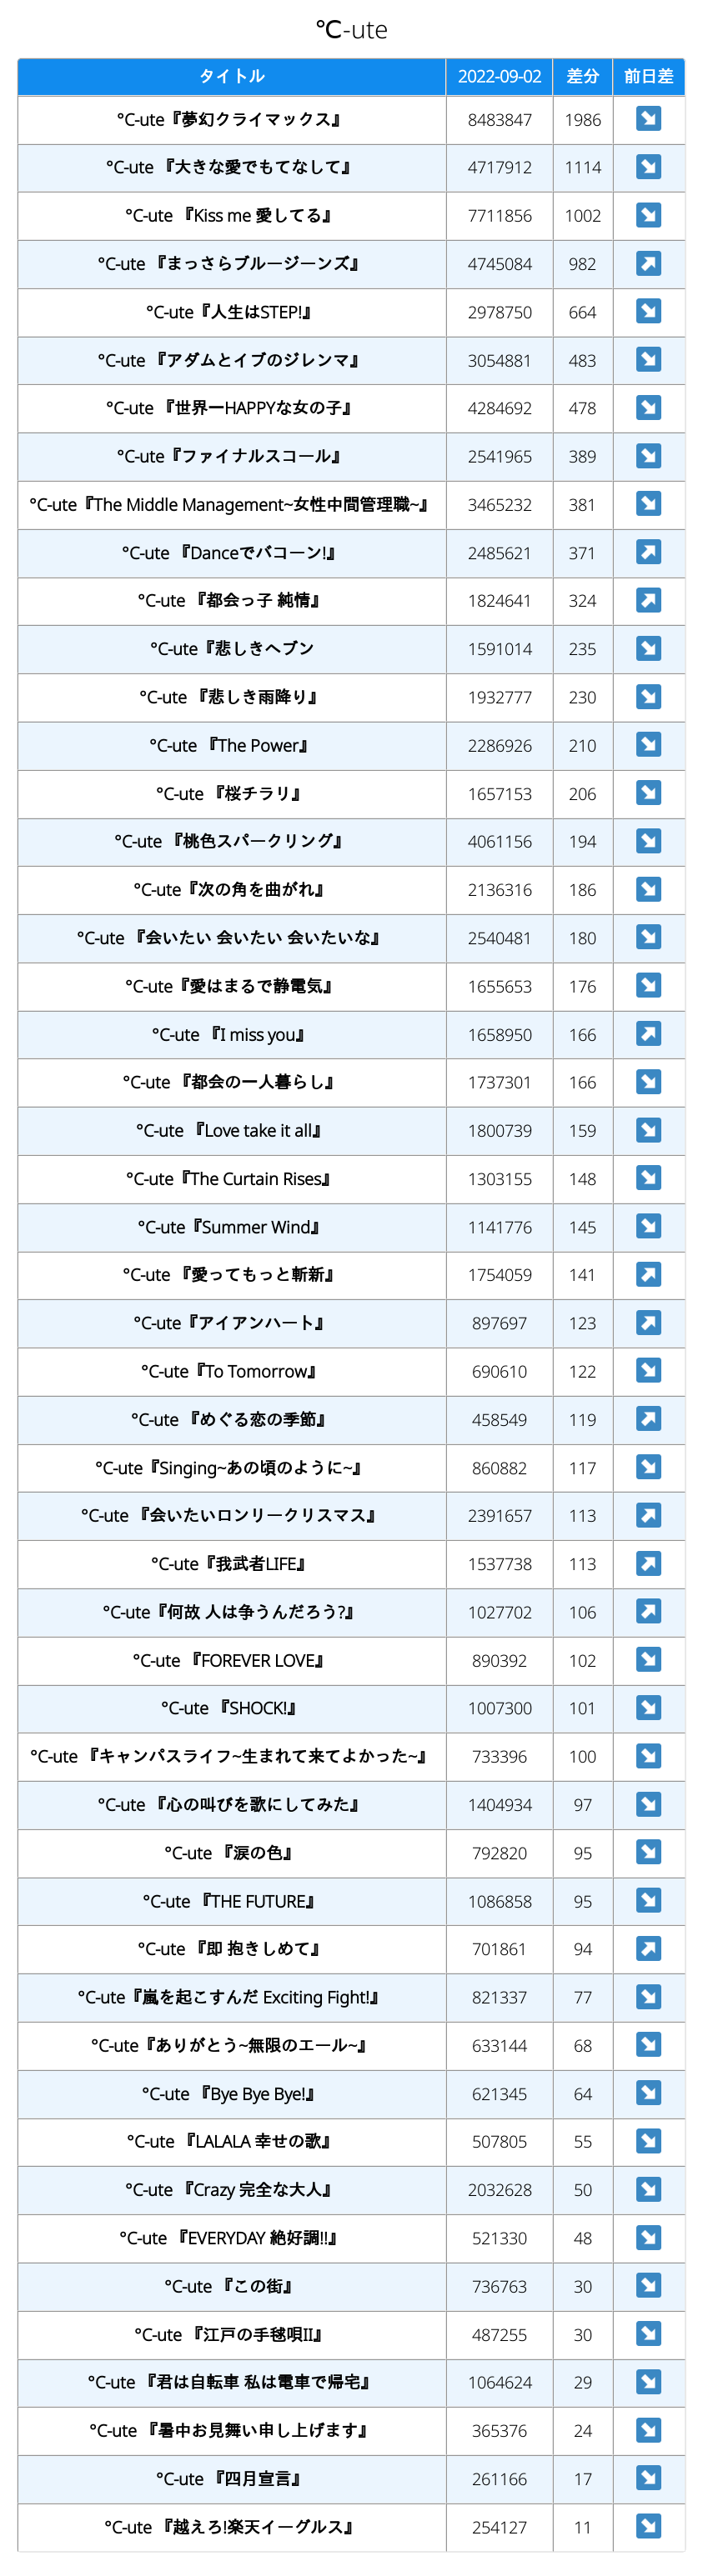 ℃-ute
タイトル 2022-09-02 差分 前日差
°C-ute『夢幻クライマックス』 8483847 1986 ↘
°C-ute 『大きな愛でもてなして』 4717912 1114 ↘
°C-ute 『Kiss me 愛してる』 7711856 1002 ↘
°C-ute 『まっさらブルージーンズ』 4745084 982 ↗
°C-ute『人生はSTEP!』 2978750 664 ↘
°C-ute 『アダムとイブのジレンマ』 3054881 483 ↘
°C-ute 『世界一HAPPYな女の子』 4284692 478 ↘
°C-ute『ファイナルスコール』 2541965 389 ↘
°C-ute『The Middle Management~女性中間管理職~』 3465232 381 ↘
°C-ute 『Danceでバコーン!』 2485621 371 ↗
°C-ute 『都会っ子 純情』 1824641 324 ↗
°C-ute『悲しきヘブン 1591014 235 ↘
°C-ute 『悲しき雨降り』 1932777 230 ↘
°C-ute 『The Power』 2286926 210 ↘
°C-ute 『桜チラリ』 1657153 206 ↘
°C-ute 『桃色スパークリング』 4061156 194 ↘
°C-ute『次の角を曲がれ』 2136316 186 ↘
°C-ute 『会いたい 会いたい 会いたいな』 2540481 180 ↘
°C-ute『愛はまるで静電気』 1655653 176 ↘
°C-ute 『I miss you』 1658950 166 ↗
°C-ute 『都会の一人暮らし』 1737301 166 ↘
°C-ute 『Love take it all』 1800739 159 ↘
°C-ute『The Curtain Rises』 1303155 148 ↘
°C-ute『Summer Wind』 1141776 145 ↘
°C-ute 『愛ってもっと斬新』 1754059 141 ↗
°C-ute『アイアンハート』 897697 123 ↗
°C-ute『To Tomorrow』 690610 122 ↘
°C-ute 『めぐる恋の季節』 458549 119 ↗
°C-ute『Singing~あの頃のように~』 860882 117 ↘
°C-ute 『会いたいロンリークリスマス』 2391657 113 ↗
°C-ute『我武者LIFE』 1537738 113 ↗
°C-ute『何故 人は争うんだろう?』 1027702 106 ↗
°C-ute 『FOREVER LOVE』 890392 102 ↘
°C-ute 『SHOCK!』 1007300 101 ↘
°C-ute 『キャンパスライフ~生まれて来てよかった~』 733396 100 ↘
°C-ute 『心の叫びを歌にしてみた』 1404934 97 ↘
°C-ute 『涙の色』 792820 95 ↘
°C-ute 『THE FUTURE』 1086858 95 ↘
°C-ute 『即 抱きしめて』 701861 94 ↗
°C-ute『嵐を起こすんだ Exciting Fight!』 821337 77 ↘
°C-ute『ありがとう~無限のエール~』 633144 68 ↘
°C-ute 『Bye Bye Bye!』 621345 64 ↘
°C-ute 『LALALA 幸せの歌』 507805 55 ↘
°C-ute 『Crazy 完全な大人』 2032628 50 ↘
°C-ute 『EVERYDAY 絶好調!!』 521330 48 ↘
°C-ute 『この街』 736763 30 ↘
°C-ute 『江戸の手毬唄II』 487255 30 ↘
°C-ute 『君は自転車 私は電車で帰宅』 1064624 29 ↘
°C-ute 『暑中お見舞い申し上げます』 365376 24 ↘
°C-ute 『四月宣言』 261166 17 ↘
°C-ute 『越えろ!楽天イーグルス』 254127 11 ↘